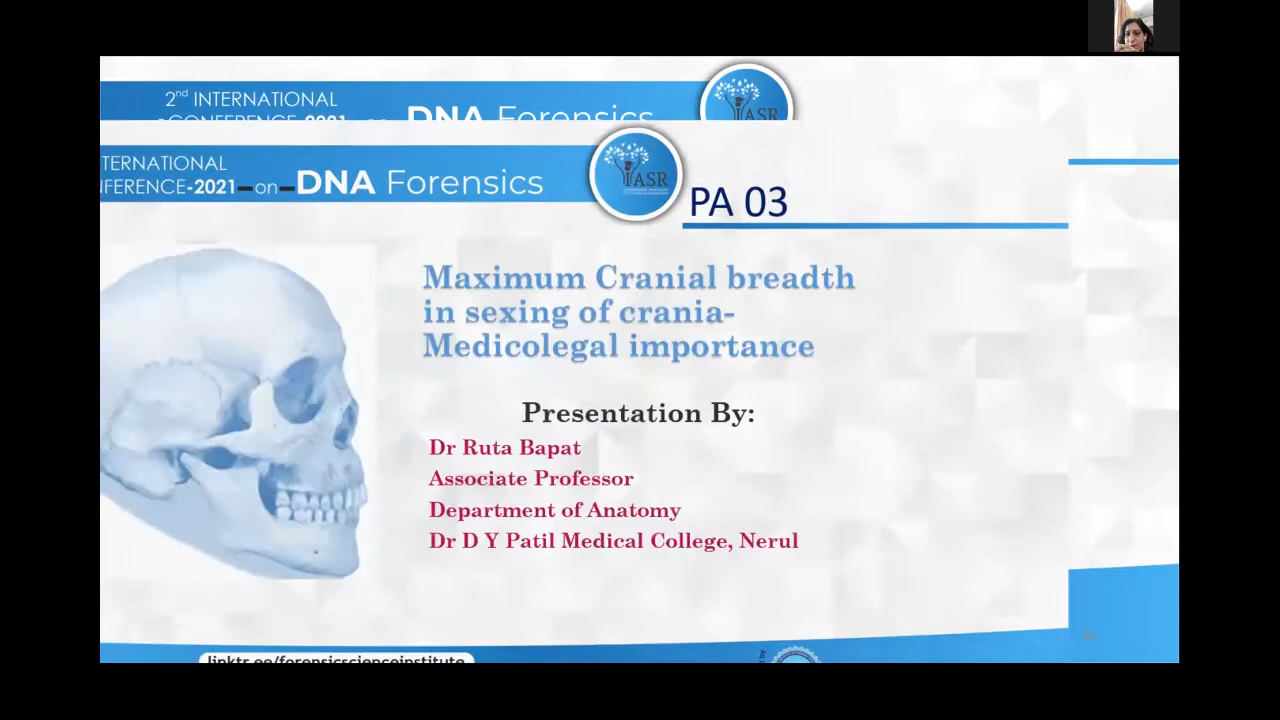 2nd INTERNATIONAL
CONFERENCE-2021 on DNA Forensics
IASR
TERNATIONAL
NFERENCE-2021-on-DNA Forensics
IASR
PA 03
Maximum Cranial breadth
in sexing of crania-
Medicolegal importance
Presentation By:
Dr Ruta Bapat
Associate Professor
Department of Anatomy
Dr D Y Patil Medical College, Nerul
linktr.ee/forensicscienceinstitute